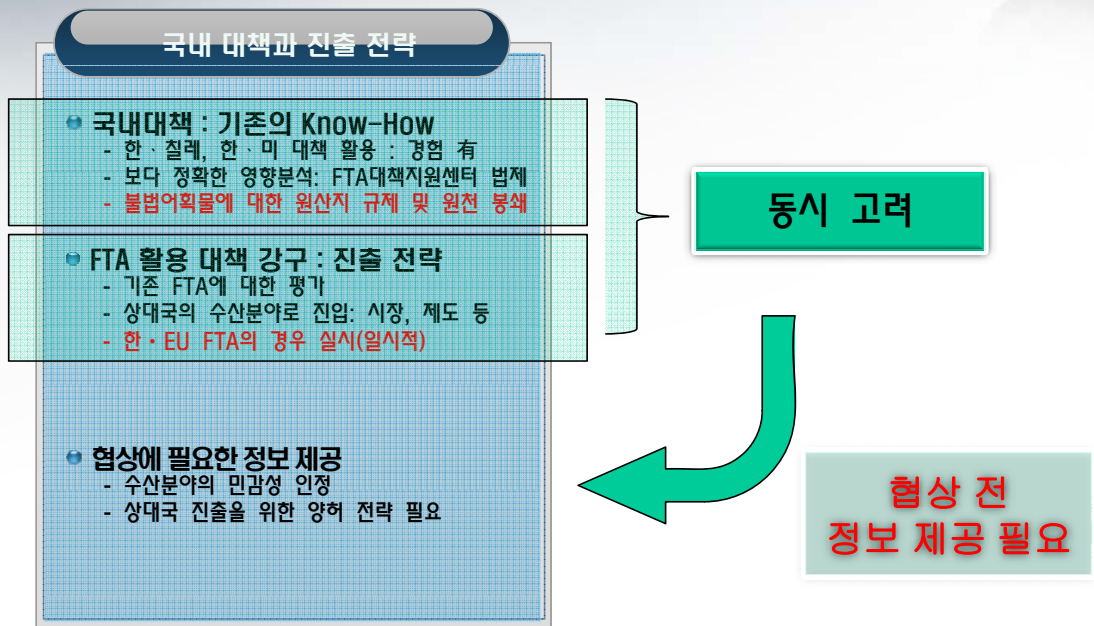 국내 대책과 진출 전략
국내대책 : 기존의 Know-How
- 한ㆍ칠레, 한ㆍ미 대책 활용 : 경험 有
- 보다 정확한 영향분석: FTA대책지원센터 법제
- 불법어획물에 대한 원산지 규제 및 원천 봉쇄
동시 고려
FTA 활용 대책 강구 : 진출 전략
- 기존 FTA에 대한 평가
- 상대국의 수산분야로 진입: 시장, 제도 등
- 한・EU FTA의 경우 실시(일시적)
협상에 필요한 정보 제공
- 수산분야의 민감성 인정
- 상대국 진출을 위한 양허 전략 필요
협상 전
정보 제공 필요